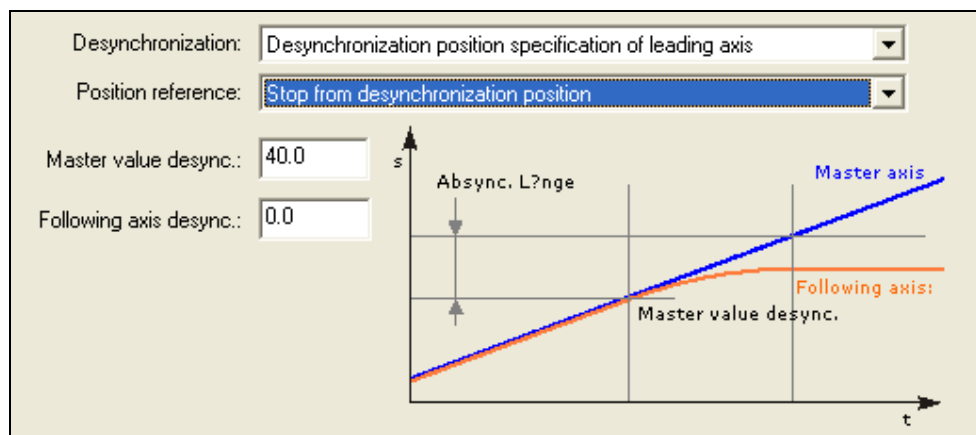 Desynchronization: Desynchronization position specification of leading axis
Position reference: Stop from desynchronization position
Master value desync.: 40.0
Following axis desync.: 0.0
s
Absync. L?nge
Master axis
Following axis:
Master value desync.
t